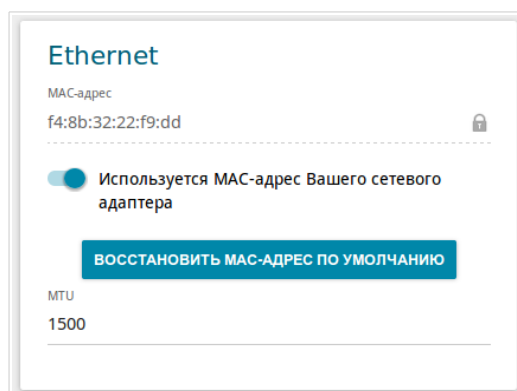 Ethernet
MAC-адрес
f4:8b:32:22:f9:dd
Используется MAC-адрес Вашего сетевого
адаптера
ВОССТАНОВИТЬ MAC-АДРЕС ПО УМОЛЧАНИЮ
MTU
1500